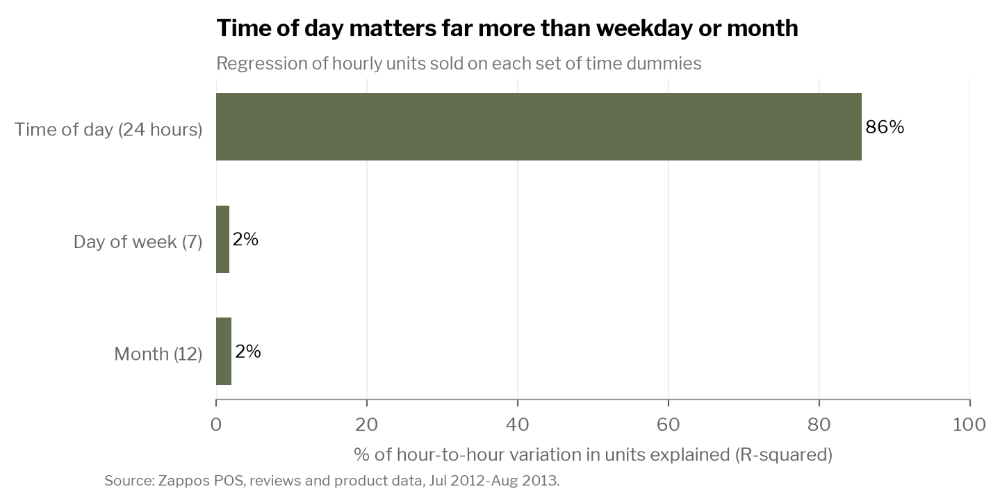 Time of day matters far more than weekday or month
Regression of hourly units sold on each set of time dummies
Time of day (24 hours)
86%
Day of week (7)
2%
Month (12)
2%
0 20 40 60 80 100
% of hour-to-hour variation in units explained (R-squared)
Source: Zappos POS, reviews and product data, Jul 2012-Aug 2013.